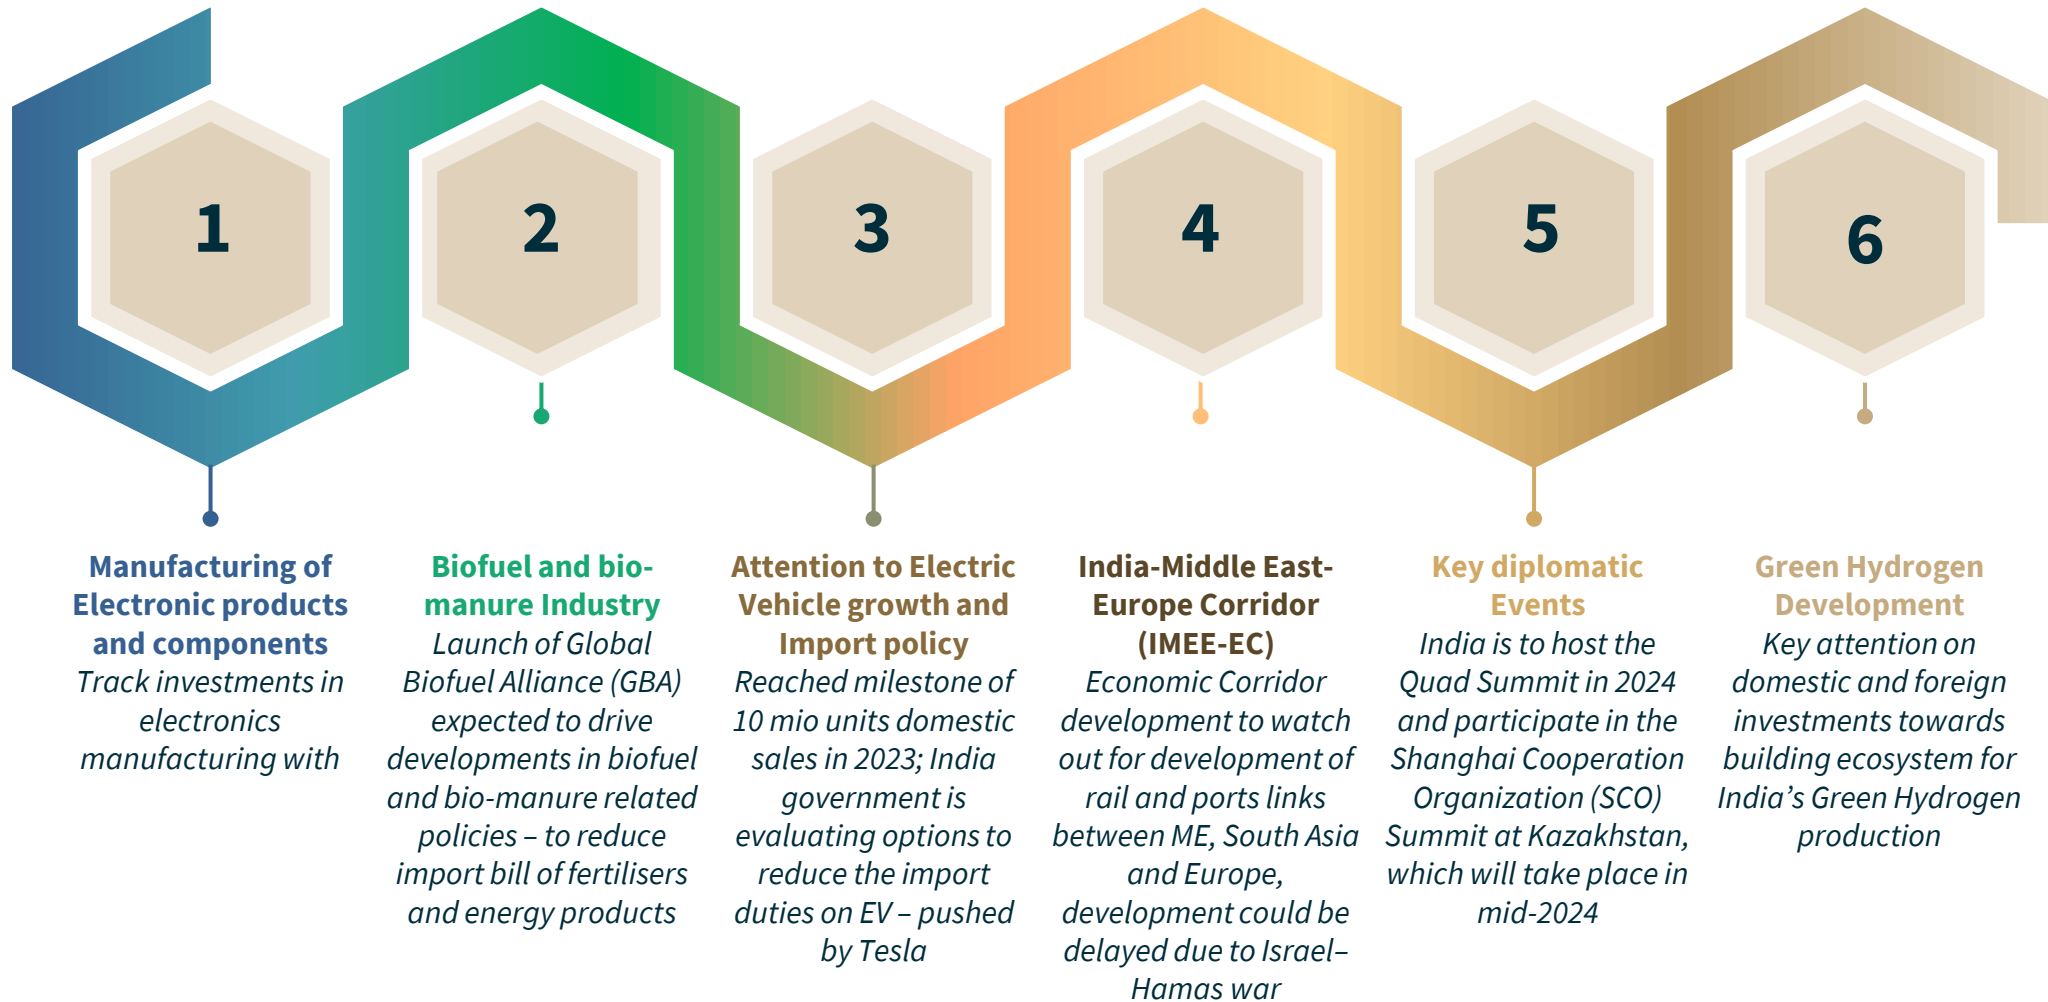 1
2
3
4
5
6
Manufacturing of
Electronic products
and components
Track investments in
electronics
manufacturing with
Biofuel and bio-
manure Industry
Launch of Global
Biofuel Alliance (GBA)
expected to drive
developments in biofuel
and bio-manure related
policies – to reduce
import bill of fertilisers
and energy products
Attention to Electric
Vehicle growth and
Import policy
Reached milestone of
10 mio units domestic
sales in 2023; India
government is
evaluating options to
reduce the import
duties on EV – pushed
by Tesla
India-Middle East-
Europe Corridor
(IMEE-EC)
Economic Corridor
development to watch
out for development of
rail and ports links
between ME, South Asia
and Europe,
development could be
delayed due to Israel–
Hamas war
Key diplomatic
Events
India is to host the
Quad Summit in 2024
and participate in the
Shanghai Cooperation
Organization (SCO)
Summit at Kazakhstan,
which will take place in
mid-2024
Green Hydrogen
Development
Key attention on
domestic and foreign
investments towards
building ecosystem for
India’s Green Hydrogen
production